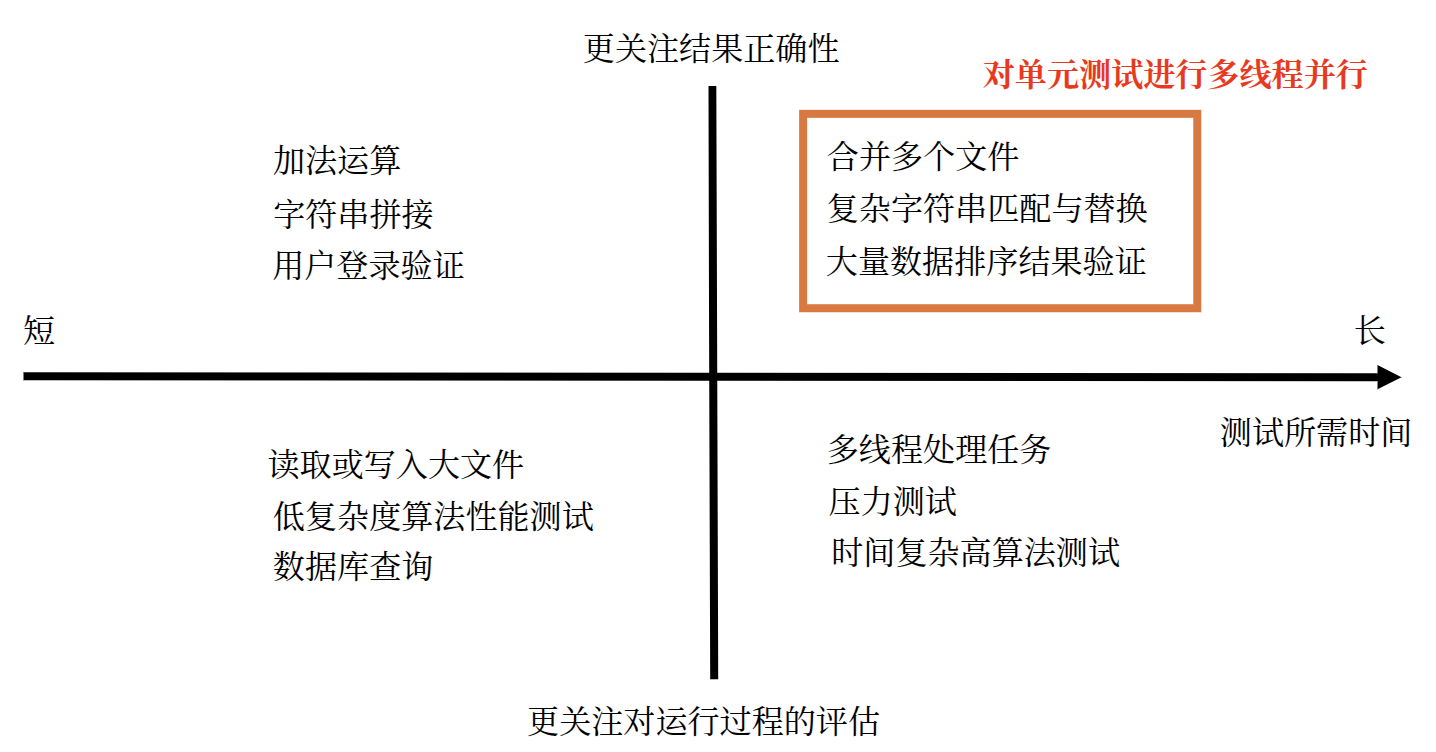 更关注结果正确性
对单元测试进行多线程并行
加法运算
字符串拼接
用户登录验证
合并多个文件
复杂字符串匹配与替换
大量数据排序结果验证
短
长
测试所需时间
读取或写入大文件
低复杂度算法性能测试
数据库查询
多线程处理任务
压力测试
时间复杂高算法测试
更关注对运行过程的评估